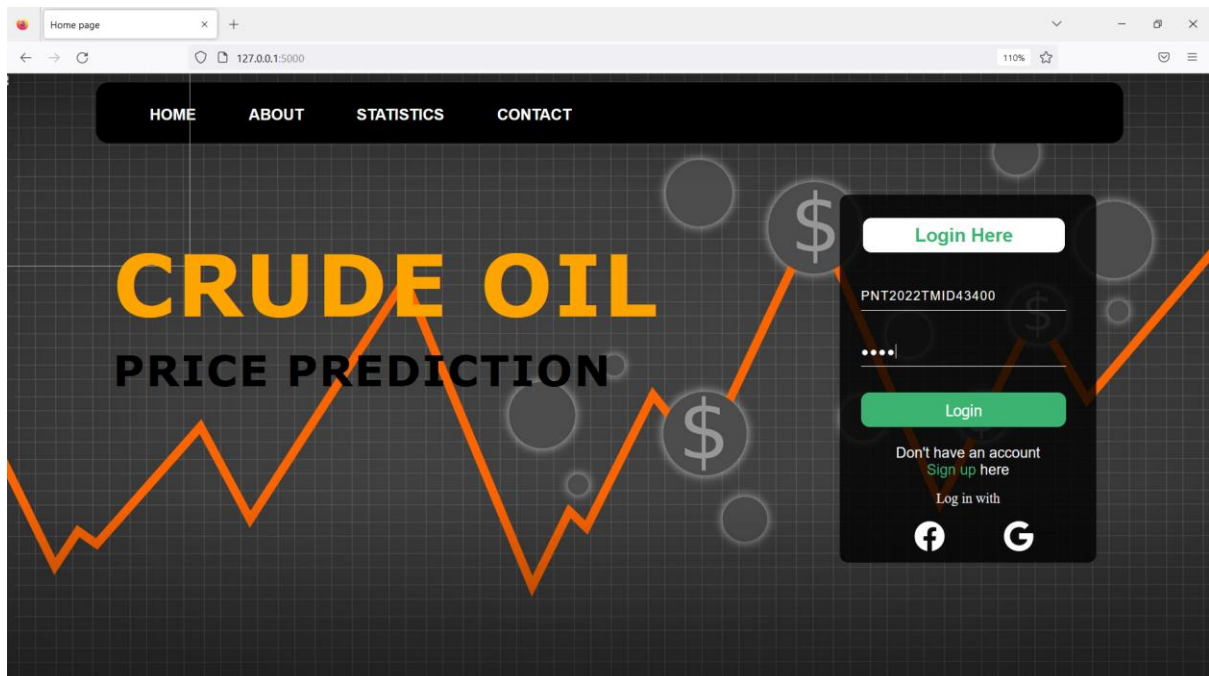 Home page
127.0.0.1:5000
110%
HOME ABOUT STATISTICS CONTACT
CRUDE OIL
PRICE PREDICTION
$
$
$
Login Here
PNT2022TMID43400
••••
Login
Don't have an account
Sign up here
Log in with